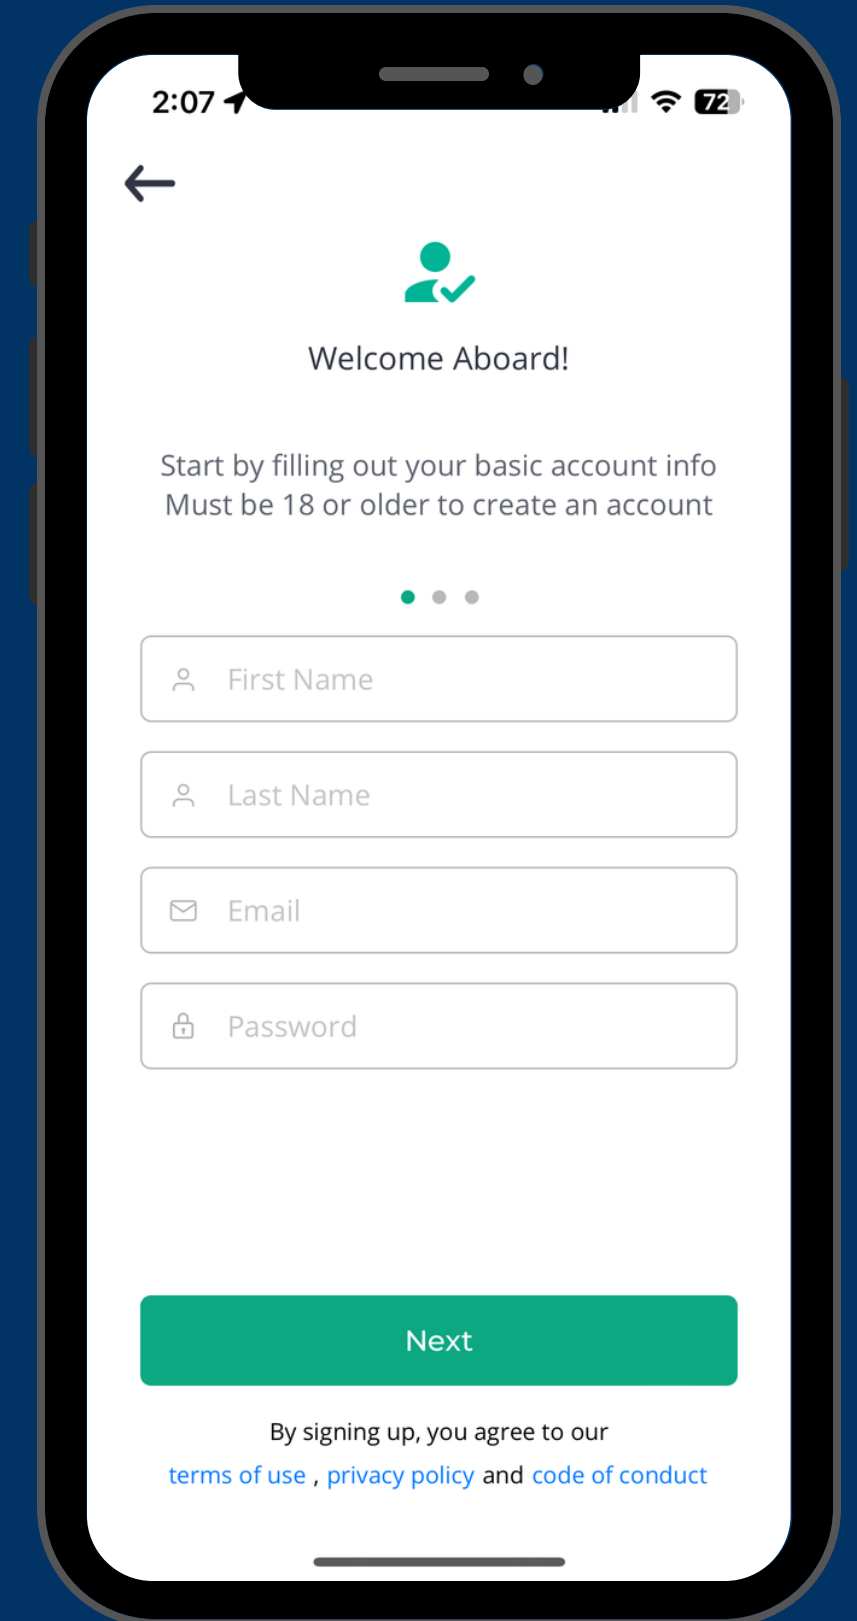 2:07
72
Welcome Aboard!
Start by filling out your basic account info
Must be 18 or older to create an account
First Name
Last Name
Email
Password
Next
By signing up, you agree to our
terms of use , privacy policy and code of conduct